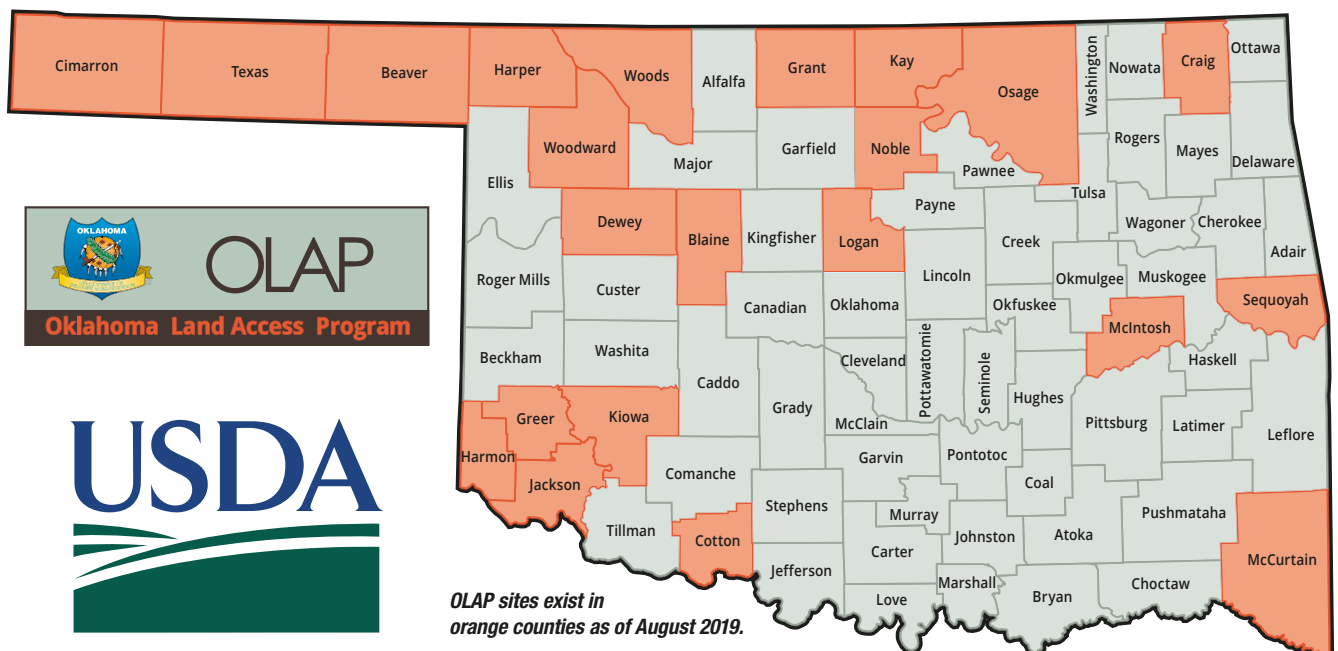 Cimarron
Texas
Beaver
Harper
Woods
Alfalfa
Grant
Kay
Osage
Washington
Nowata
Craig
Ottawa
Woodward
Major
Garfield
Noble
Pawnee
Rogers
Mayes
Delaware
Ellis
Dewey
Blaine
Kingfisher
Logan
Payne
Creek
Tulsa
Wagoner
Cherokee
Adair
OKLAHOMA
OLAP
Oklahoma Land Access Program
Roger Mills
Custer
Canadian
Oklahoma
Lincoln
Okfuskee
Okmulgee
Muskogee
McIntosh
Sequoyah
Beckham
Washita
Caddo
Grady
Cleveland
McClain
Pottawatomie
Seminole
Hughes
Haskell
Pittsburg
Latimer
Leflore
USDA
Harmon
Greer
Kiowa
Jackson
Comanche
Tillman
Cotton
Stephens
Garvin
Pontotoc
Coal
Murray
Johnston
Atoka
Pushmataha
McCurtain
Jefferson
Carter
Love
Marshall
Bryan
Choctaw
OLAP sites exist in
orange counties as of August 2019.